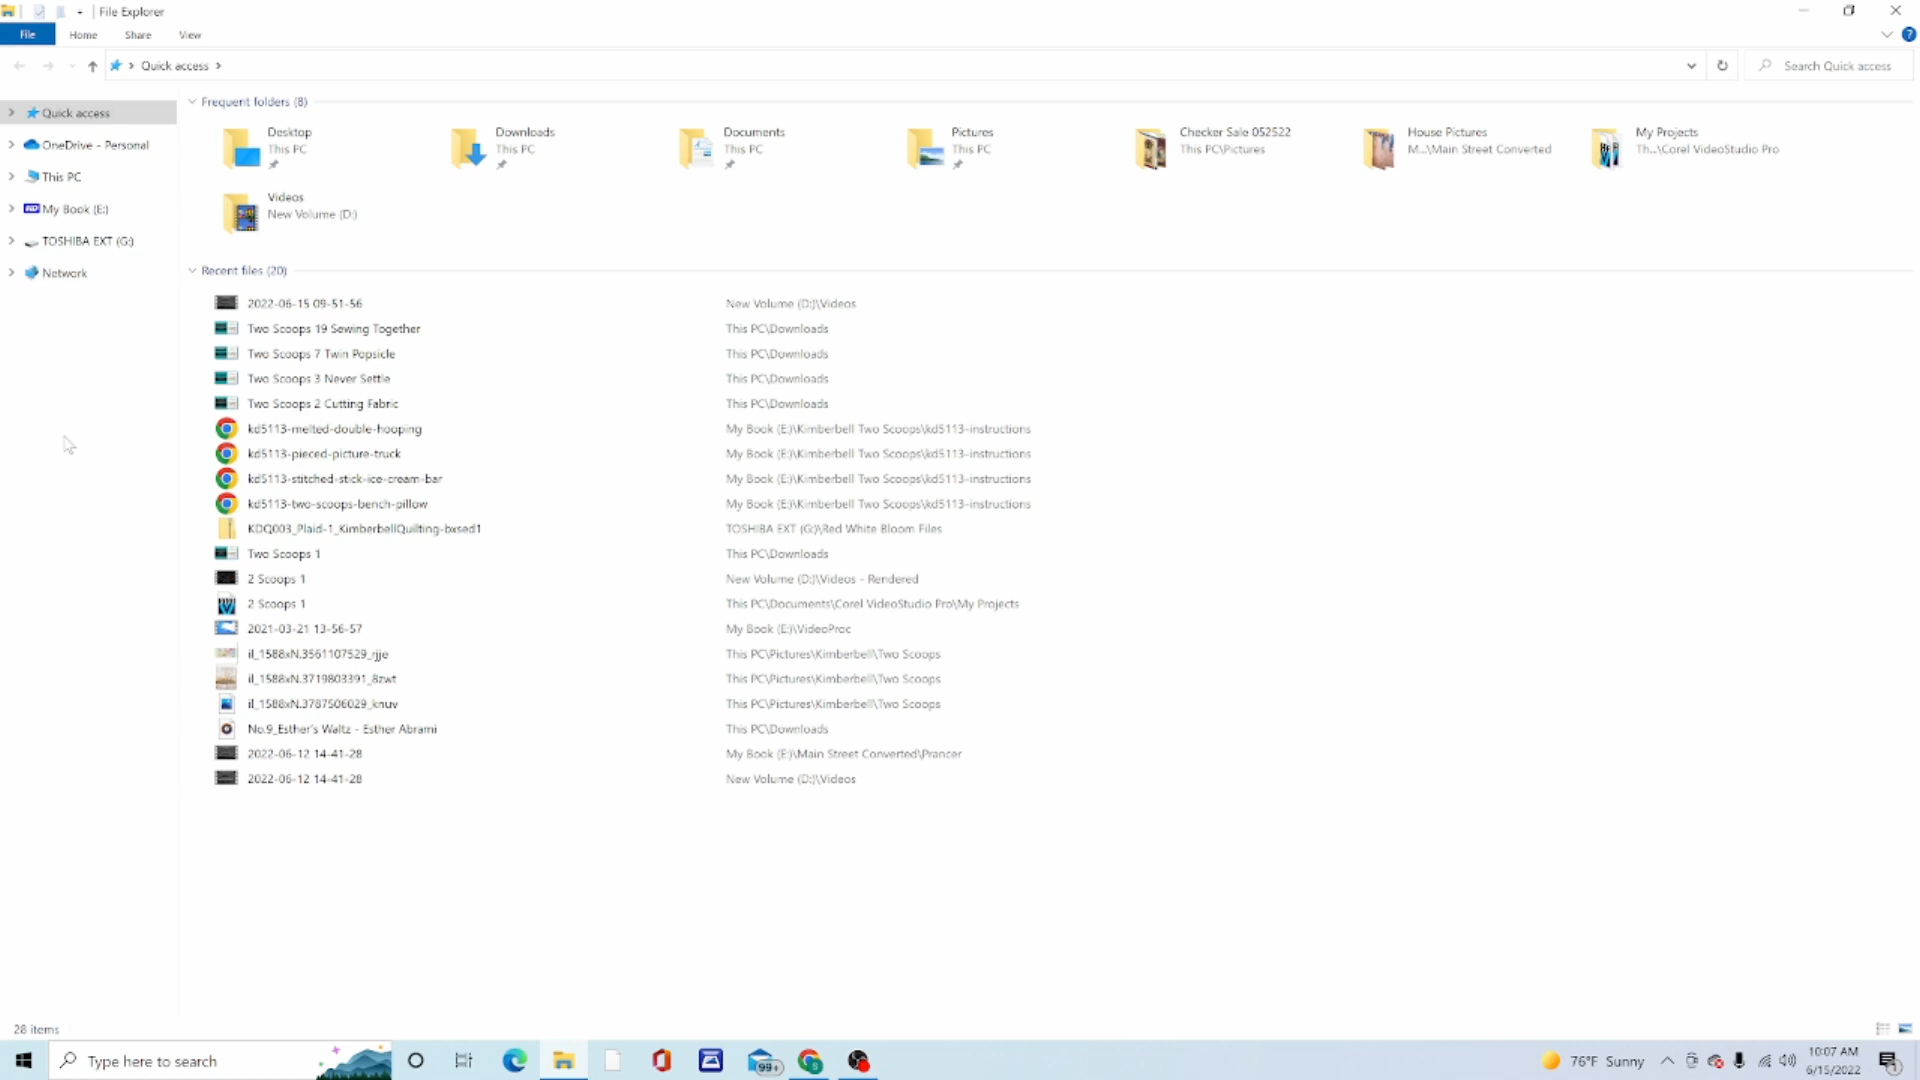 File Explorer
File Home Share View
Quick access
Search Quick access
Quick access
OneDrive - Personal
This PC
My Book (E:)
TOSHIBA EXT (G:)
Network
Frequent folders (8)
Desktop
This PC
Downloads
This PC
Documents
This PC
Pictures
This PC
Checker Sale 052522
This PC\Pictures
House Pictures
M...\Main Street Converted
My Projects
Th...\Corel VideoStudio Pro
Videos
New Volume (D:)
Recent files (20)
2022-06-15 09-51-56 New Volume (D:)\Videos
Two Scoops 19 Sewing Together This PC\Downloads
Two Scoops 7 Twin Popsicle This PC\Downloads
Two Scoops 3 Never Settle This PC\Downloads
Two Scoops 2 Cutting Fabric This PC\Downloads
kd5113-melted-double-hooping My Book (E:)\Kimberbell Two Scoops\kd5113-instructions
kd5113-pieced-picture-truck My Book (E:)\Kimberbell Two Scoops\kd5113-instructions
kd5113-stitched-stick-ice-cream-bar My Book (E:)\Kimberbell Two Scoops\kd5113-instructions
kd5113-two-scoops-bench-pillow My Book (E:)\Kimberbell Two Scoops\kd5113-instructions
KDQ003_Plaid-1_KimberbellQuilting-bxsed1 TOSHIBA EXT (G:)\Red White Bloom Files
Two Scoops 1 This PC\Downloads
2 Scoops 1 New Volume (D:)\Videos - Rendered
2 Scoops 1 This PC\Documents\Corel VideoStudio Pro\My Projects
2021-03-21 13-56-57 My Book (E:)\VideoProc
il_1588xN.3561107529_rjje This PC\Pictures\Kimberbell\Two Scoops
il_1588xN.3719803391_8zwt This PC\Pictures\Kimberbell\Two Scoops
il_1588xN.3787506029_knuv This PC\Pictures\Kimberbell\Two Scoops
No.9_Esther's Waltz - Esther Abrami This PC\Downloads
2022-06-12 14-41-28 My Book (E:)\Main Street Converted\Prancer
2022-06-12 14-41-28 New Volume (D:)\Videos
28 items
Type here to search
99+
76°F Sunny
10:07 AM
6/15/2022